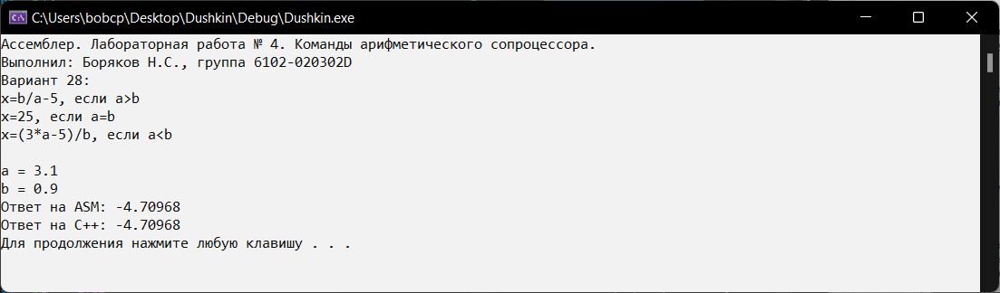 C:\Users\bobcp\Desktop\Dushkin\Debug\Dushkin.exe
Ассемблер. Лабораторная работа № 4. Команды арифметического сопроцессора.
Выполнил: Боряков Н.С., группа 6102-020302D
Вариант 28:
x=b/a-5, если a>b
x=25, если a=b
x=(3*a-5)/b, если a<b
a = 3.1
b = 0.9
Ответ на ASM: -4.70968
Ответ на C++: -4.70968
Для продолжения нажмите любую клавишу . . .